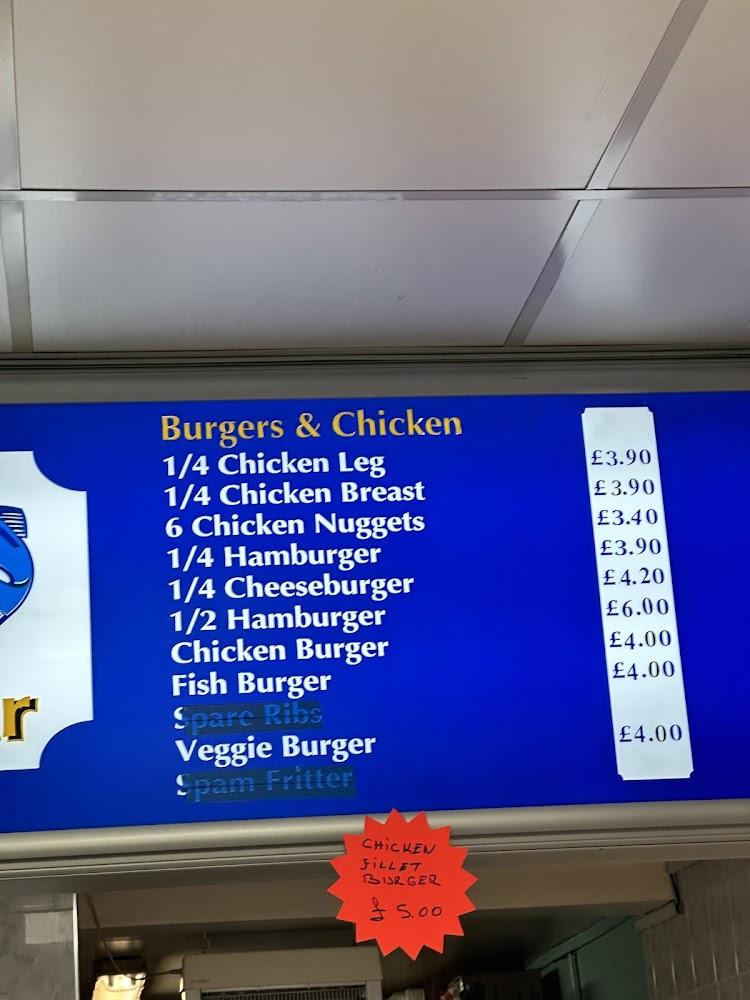 Burgers & Chicken
1/4 Chicken Leg £3.90
1/4 Chicken Breast £3.90
6 Chicken Nuggets £3.40
1/4 Hamburger £3.90
1/4 Cheeseburger £4.20
1/2 Hamburger £6.00
Chicken Burger £4.00
Fish Burger £4.00
Spare Ribs
Veggie Burger £4.00
Spam Fritter
r
CHICKEN
FILLET
BURGER
£5.00